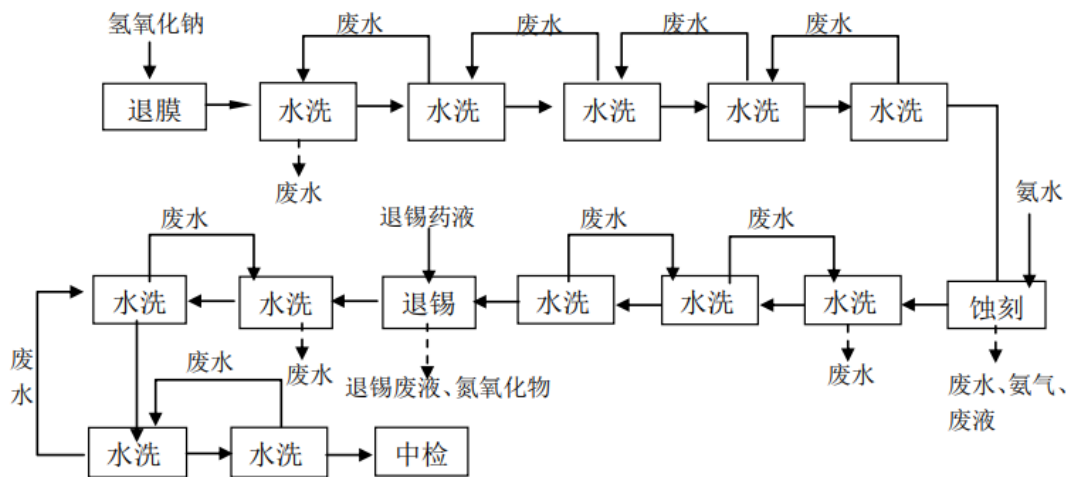 氢氧化钠
废水
废水
废水
废水
退膜
水洗
水洗
水洗
水洗
水洗
废水
氨水
废水
退锡药液
废水
废水
水洗
水洗
退锡
水洗
水洗
水洗
蚀刻
废水
废水
退锡废液、氮氧化物
废水
废水、氨气、
废液
废
水
废水
水洗
水洗
中检